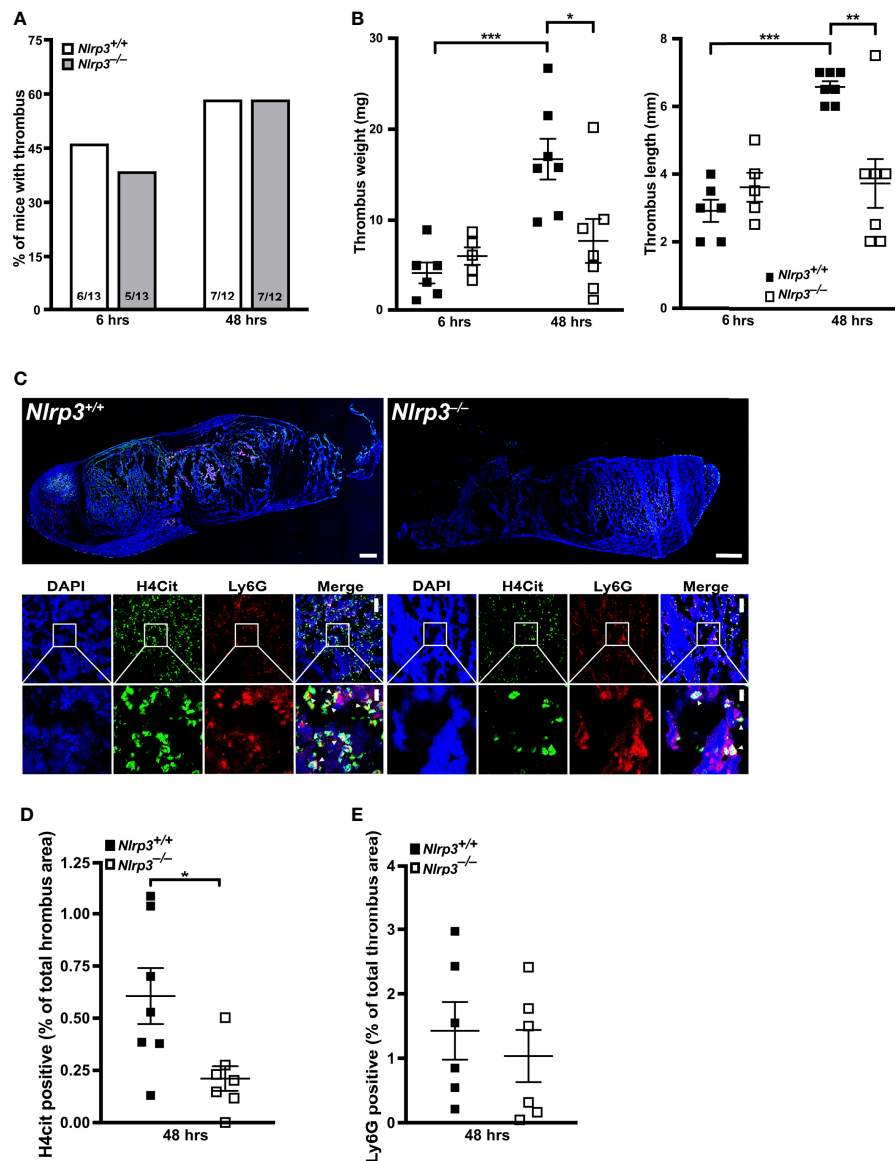 A
Nlrp3+/+
Nlrp3–/–
% of mice with thrombus
75
60
45
30
15
0
6/13
5/13
7/12
7/12
6 hrs
48 hrs
B
***
*
Thrombus weight (mg)
30
20
10
0
6 hrs
48 hrs
***
**
Thrombus length (mm)
8
6
4
2
0
Nlrp3+/+
Nlrp3–/–
6 hrs
48 hrs
C
Nlrp3+/+
Nlrp3–/–
DAPI H4Cit Ly6G Merge DAPI H4Cit Ly6G Merge
D
Nlrp3+/+
Nlrp3–/–
*
H4cit positive (% of total hrombus area)
1.25
1.00
0.75
0.50
0.25
0.00
48 hrs
E
Nlrp3+/+
Nlrp3–/–
Ly6G positive (% of total thrombus area)
4
3
2
1
0
48 hrs